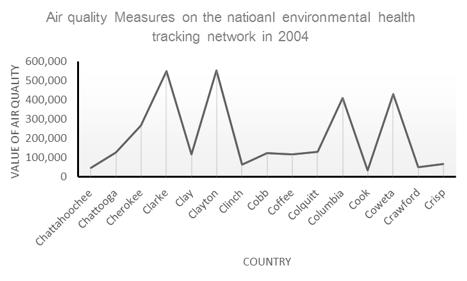 Air quality Measures on the natioanl environmental health
tracking network in 2004
VALUE OF AIR QUALITY
600,000
500,000
400,000
300,000
200,000
100,000
0
Chattahoochee
Chattooga
Cherokee
Clarke
Clay
Clayton
Clinch
Cobb
Coffee
Colquitt
Columbia
Cook
Coweta
Crawford
Crisp
COUNTRY